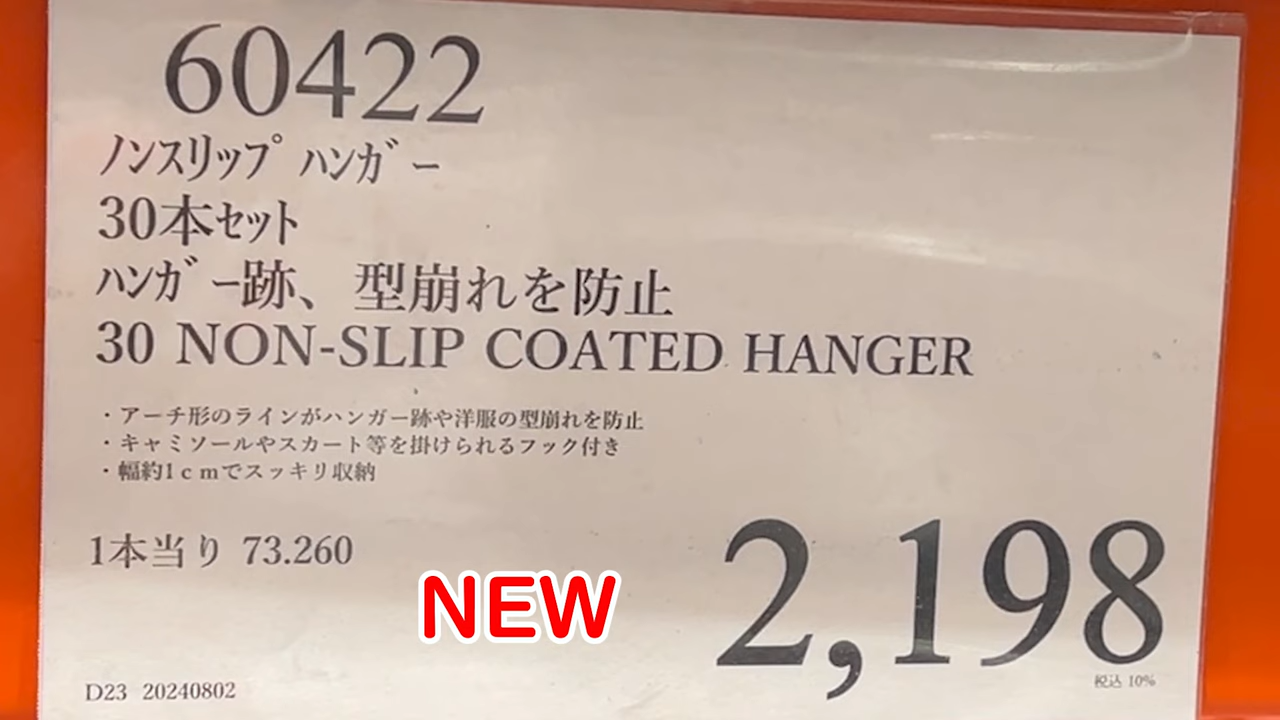 60422
ノンスリップ ハンガー
30本セット
ハンガー跡、型崩れを防止
30 NON-SLIP COATED HANGER
・アーチ形のラインがハンガー跡や洋服の型崩れを防止
・キャミソールやスカート等を掛けられるフック付き
・幅約1ｃｍでスッキリ収納
1本当り 73.260
NEW
2,198
税込 10%
D23 20240802